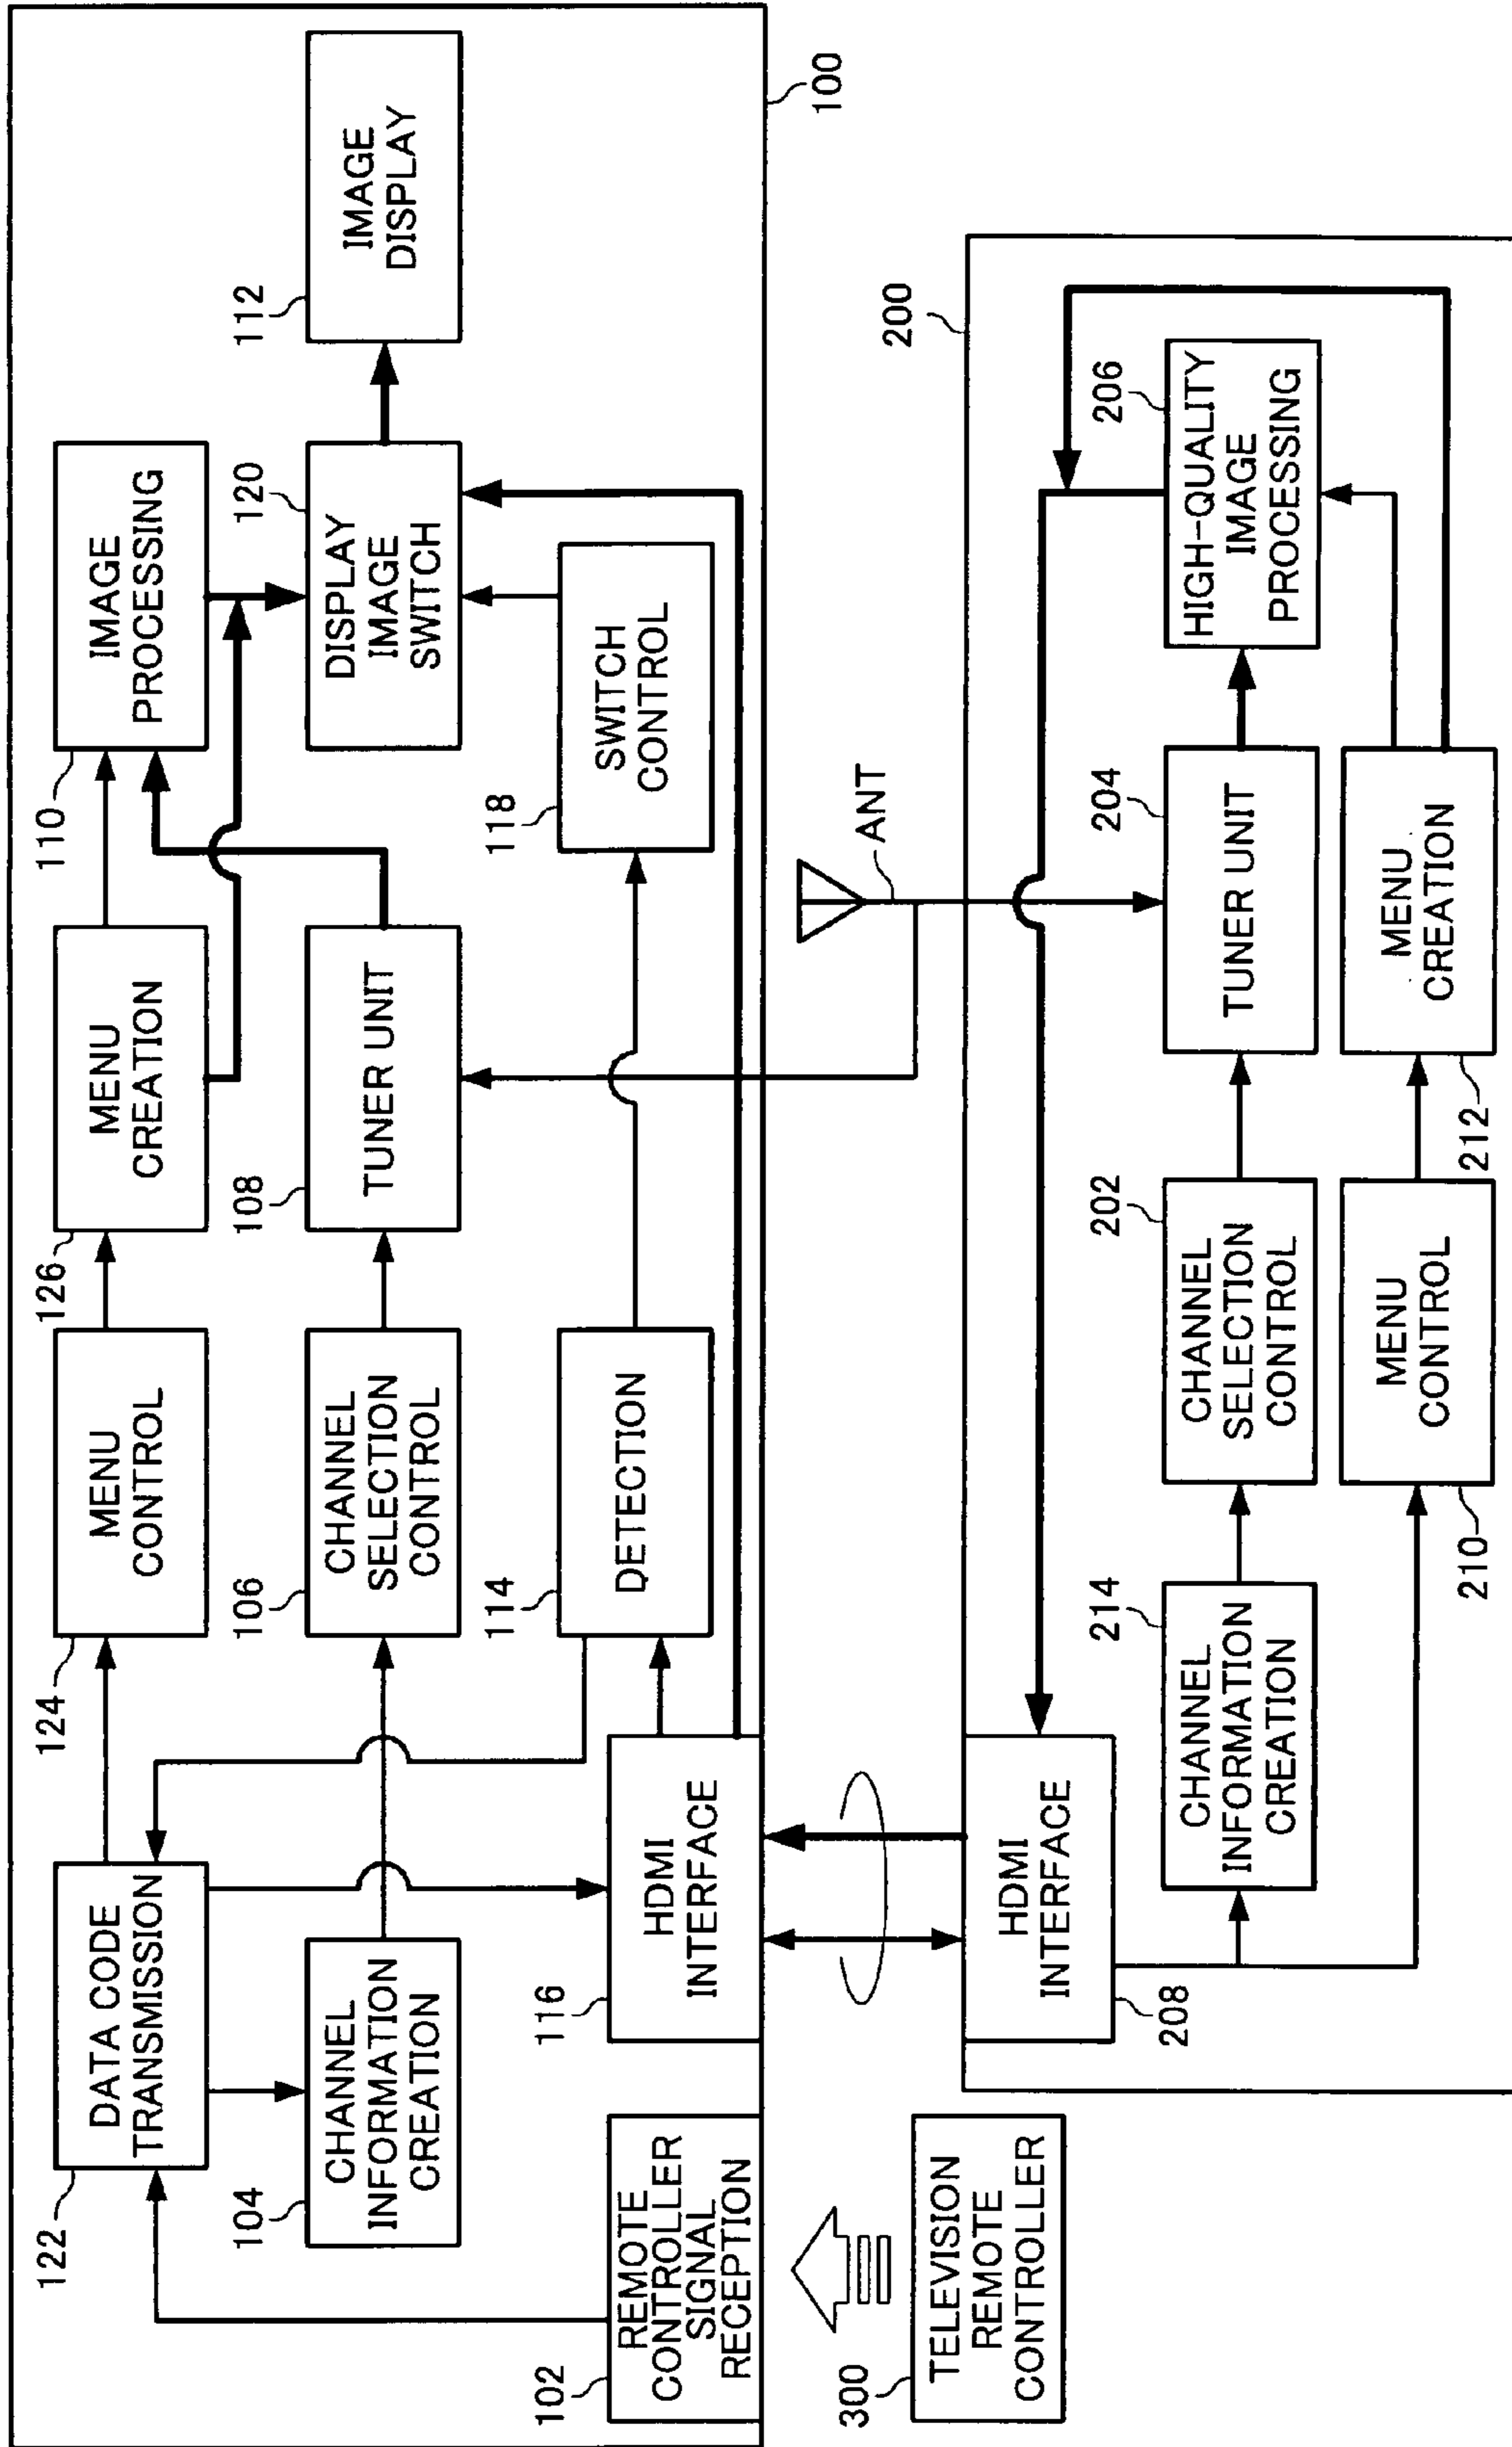 122
DATA CODE
TRANSMISSION
124
MENU
CONTROL
126
MENU
CREATION
110
IMAGE
PROCESSING
104
CHANNEL
INFORMATION
CREATION
106
CHANNEL
SELECTION
CONTROL
108
TUNER UNIT
120
DISPLAY
IMAGE
SWITCH
112
IMAGE
DISPLAY
102
REMOTE
CONTROLLER
SIGNAL
RECEPTION
116
HDMI
INTERFACE
114
DETECTION
118
SWITCH
CONTROL
100
300
TELEVISION
REMOTE
CONTROLLER
ANT
200
HDMI
INTERFACE
208
214
CHANNEL
INFORMATION
CREATION
202
CHANNEL
SELECTION
CONTROL
204
TUNER UNIT
206
HIGH-QUALITY
IMAGE
PROCESSING
MENU
CONTROL
210
MENU
CREATION
212